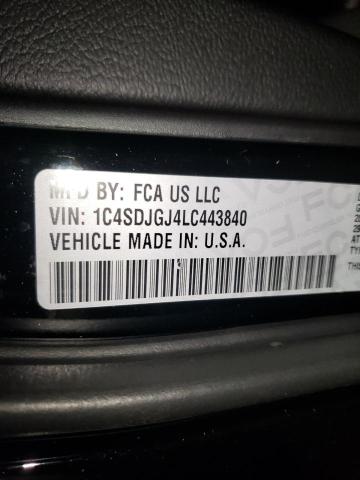 MFD BY: FCA US LLC
VIN: 1C4SDJGJ4LC443840
VEHICLE MADE IN: U.S.A.